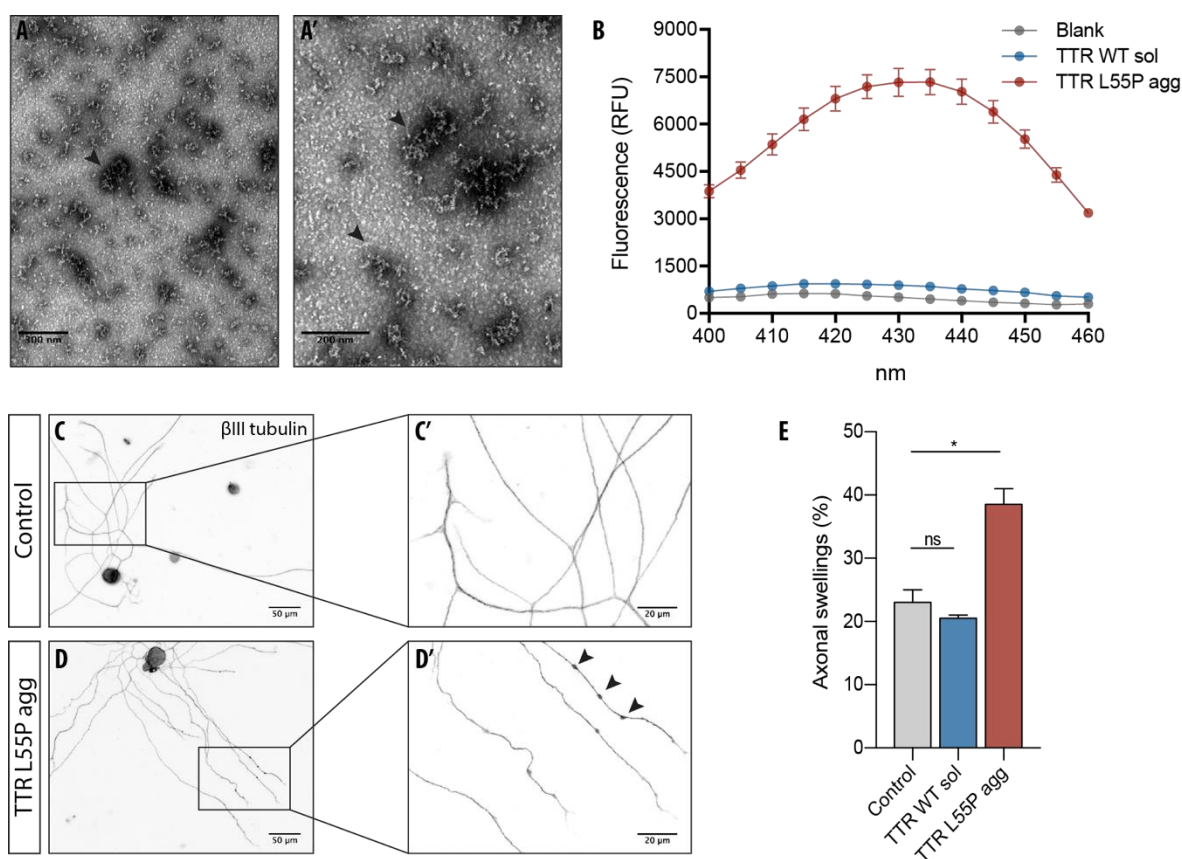 A
300 nm
A′
200 nm
B
9000
7500
6000
4500
3000
1500
0
400
410
420
430
440
450
460
Fluorescence (RFU)
nm
Blank
TTR WT sol
TTR L55P agg
Control
C
βIII tubulin
50 µm
C′
20 µm
TTR L55P agg
D
50 µm
D′
20 µm
E
50
40
30
20
10
0
Axonal swellings (%)
*
ns
Control
TTR WT sol
TTR L55P agg